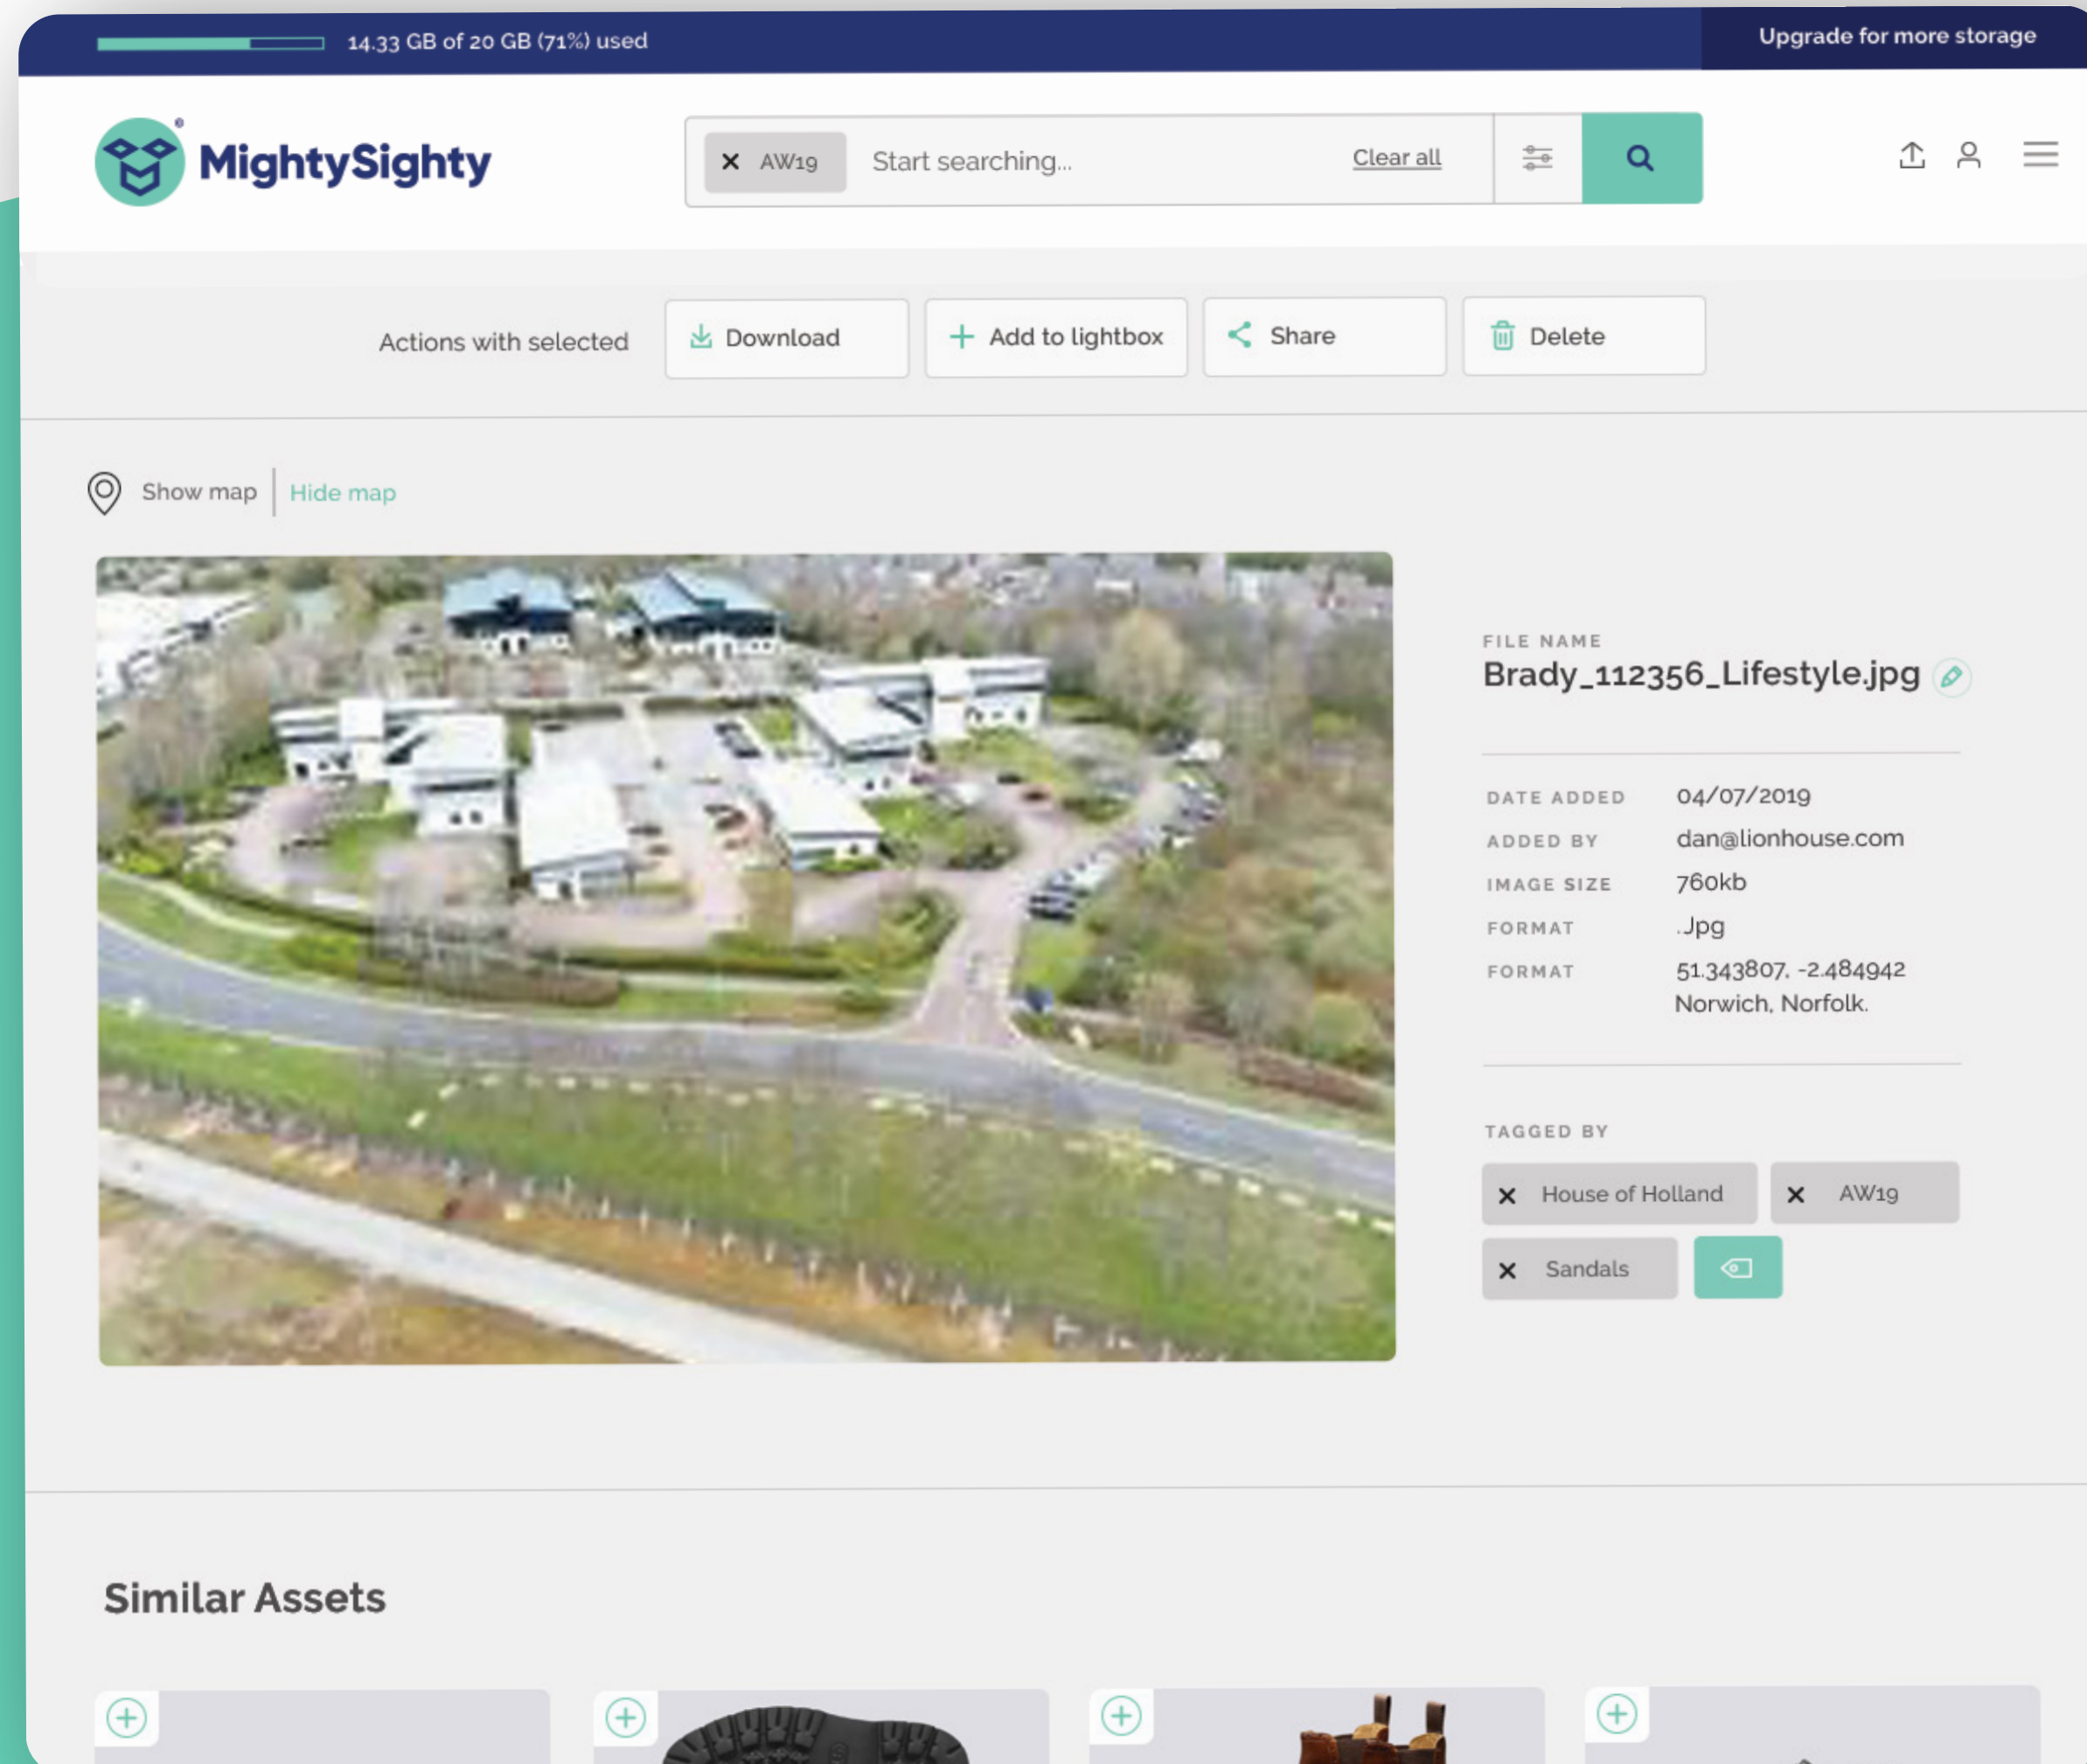 14.33 GB of 20 GB (71%) used
Upgrade for more storage
MightySighty
AW19
Start searching...
Clear all
Actions with selected
Download
Add to lightbox
Share
Delete
Show map
Hide map
FILE NAME
Brady_112356_Lifestyle.jpg
DATE ADDED 04/07/2019
ADDED BY dan@lionhouse.com
IMAGE SIZE 760kb
FORMAT .Jpg
FORMAT 51.343807, -2.484942
Norwich, Norfolk.
TAGGED BY
House of Holland
AW19
Sandals
Similar Assets